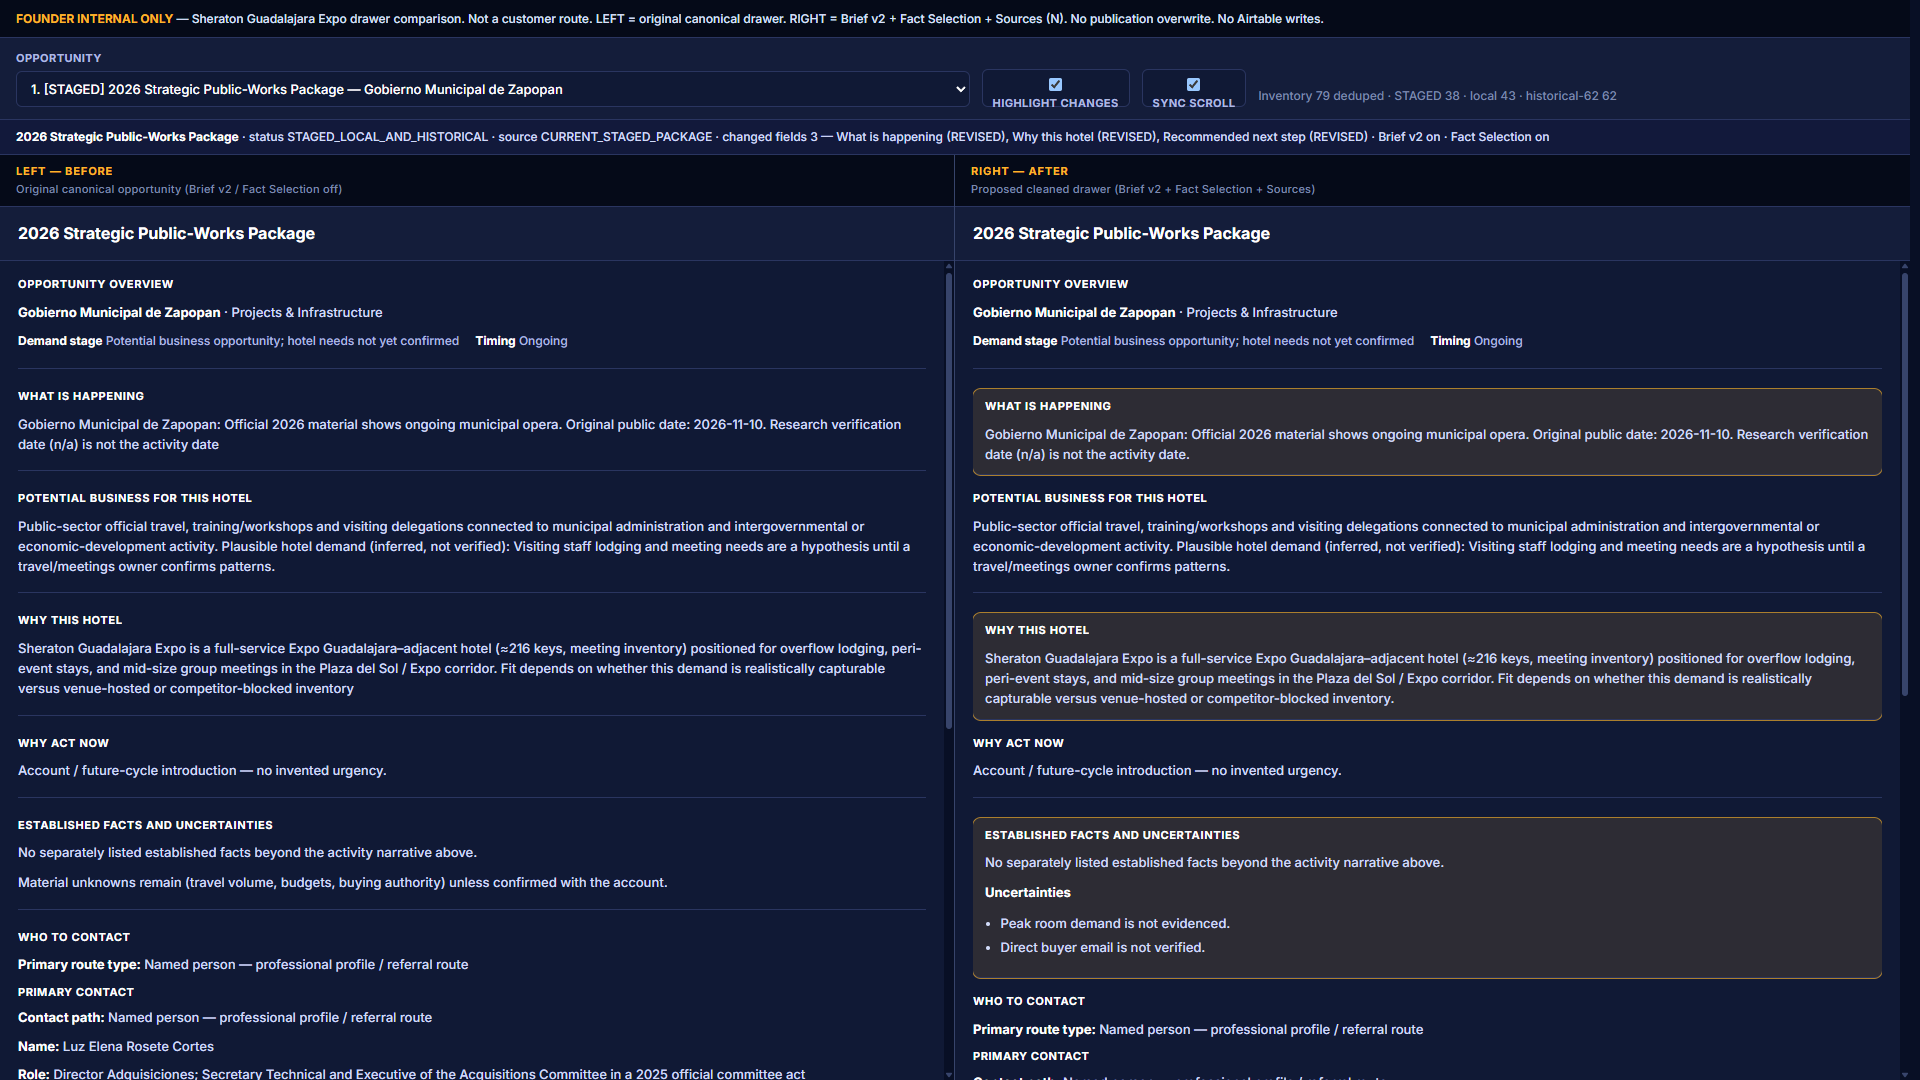 FOUNDER INTERNAL ONLY — Sheraton Guadalajara Expo drawer comparison. Not a customer route. LEFT = original canonical drawer. RIGHT = Brief v2 + Fact Selection + Sources (N). No publication overwrite. No Airtable writes.
OPPORTUNITY
1. [STAGED] 2026 Strategic Public-Works Package — Gobierno Municipal de Zapopan
HIGHLIGHT CHANGES
SYNC SCROLL
Inventory 79 deduped · STAGED 38 · local 43 · historical-62 62
2026 Strategic Public-Works Package · status STAGED_LOCAL_AND_HISTORICAL · source CURRENT_STAGED_PACKAGE · changed fields 3 — What is happening (REVISED), Why this hotel (REVISED), Recommended next step (REVISED) · Brief v2 on · Fact Selection on
LEFT — BEFORE
Original canonical opportunity (Brief v2 / Fact Selection off)
2026 Strategic Public-Works Package
OPPORTUNITY OVERVIEW
Gobierno Municipal de Zapopan · Projects & Infrastructure
Demand stage Potential business opportunity; hotel needs not yet confirmed Timing Ongoing
WHAT IS HAPPENING
Gobierno Municipal de Zapopan: Official 2026 material shows ongoing municipal opera. Original public date: 2026-11-10. Research verification
date (n/a) is not the activity date
POTENTIAL BUSINESS FOR THIS HOTEL
Public-sector official travel, training/workshops and visiting delegations connected to municipal administration and intergovernmental or
economic-development activity. Plausible hotel demand (inferred, not verified): Visiting staff lodging and meeting needs are a hypothesis until a
travel/meetings owner confirms patterns.
WHY THIS HOTEL
Sheraton Guadalajara Expo is a full-service Expo Guadalajara–adjacent hotel (≈216 keys, meeting inventory) positioned for overflow lodging, peri-
event stays, and mid-size group meetings in the Plaza del Sol / Expo corridor. Fit depends on whether this demand is realistically capturable
versus venue-hosted or competitor-blocked inventory
WHY ACT NOW
Account / future-cycle introduction — no invented urgency.
ESTABLISHED FACTS AND UNCERTAINTIES
No separately listed established facts beyond the activity narrative above.
Material unknowns remain (travel volume, budgets, buying authority) unless confirmed with the account.
WHO TO CONTACT
Primary route type: Named person — professional profile / referral route
PRIMARY CONTACT
Contact path: Named person — professional profile / referral route
Name: Luz Elena Rosete Cortes
Role: Director Adquisiciones; Secretary Technical and Executive of the Acquisitions Committee in a 2025 official committee act
RIGHT — AFTER
Proposed cleaned drawer (Brief v2 + Fact Selection + Sources)
2026 Strategic Public-Works Package
OPPORTUNITY OVERVIEW
Gobierno Municipal de Zapopan · Projects & Infrastructure
Demand stage Potential business opportunity; hotel needs not yet confirmed Timing Ongoing
WHAT IS HAPPENING
Gobierno Municipal de Zapopan: Official 2026 material shows ongoing municipal opera. Original public date: 2026-11-10. Research verification
date (n/a) is not the activity date.
POTENTIAL BUSINESS FOR THIS HOTEL
Public-sector official travel, training/workshops and visiting delegations connected to municipal administration and intergovernmental or
economic-development activity. Plausible hotel demand (inferred, not verified): Visiting staff lodging and meeting needs are a hypothesis until a
travel/meetings owner confirms patterns.
WHY THIS HOTEL
Sheraton Guadalajara Expo is a full-service Expo Guadalajara–adjacent hotel (≈216 keys, meeting inventory) positioned for overflow lodging,
peri-event stays, and mid-size group meetings in the Plaza del Sol / Expo corridor. Fit depends on whether this demand is realistically
capturable versus venue-hosted or competitor-blocked inventory.
WHY ACT NOW
Account / future-cycle introduction — no invented urgency.
ESTABLISHED FACTS AND UNCERTAINTIES
No separately listed established facts beyond the activity narrative above.
Uncertainties
• Peak room demand is not evidenced.
• Direct buyer email is not verified.
WHO TO CONTACT
Primary route type: Named person — professional profile / referral route
PRIMARY CONTACT